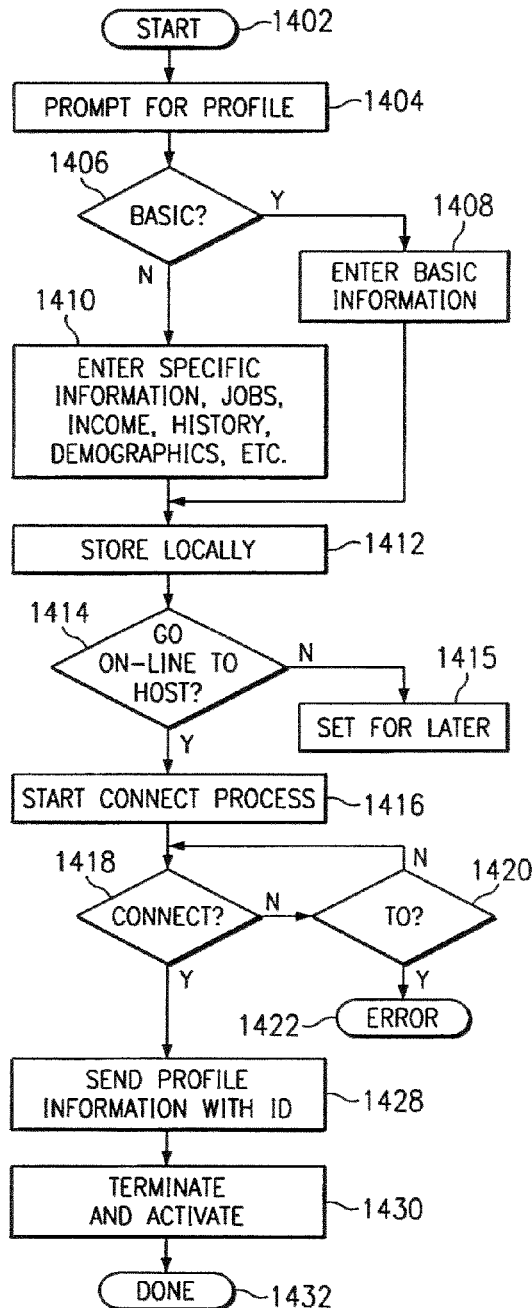 START
1402
PROMPT FOR PROFILE
1404
1406
BASIC?
Y
N
1408
ENTER BASIC
INFORMATION
1410
ENTER SPECIFIC
INFORMATION, JOBS,
INCOME, HISTORY,
DEMOGRAPHICS, ETC.
STORE LOCALLY
1412
1414
GO
ON-LINE TO
HOST?
N
Y
1415
SET FOR LATER
START CONNECT PROCESS
1416
1418
CONNECT?
N
Y
N
1420
TO?
Y
1422
ERROR
SEND PROFILE
INFORMATION WITH ID
1428
TERMINATE
AND ACTIVATE
1430
DONE
1432